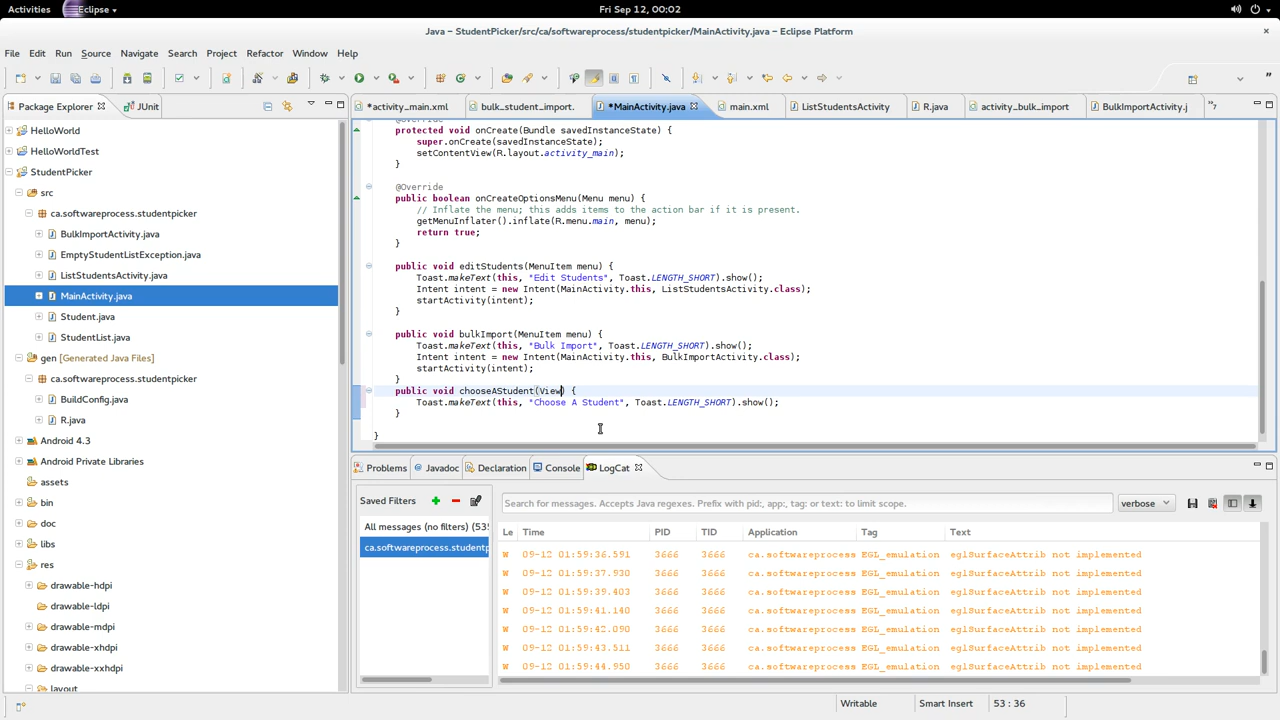 Activities
Eclipse
Fri Sep 12, 00:02
Java – StudentPicker/src/ca/softwareprocess/studentpicker/MainActivity.java – Eclipse Platform
File Edit Run Source Navigate Search Project Refactor Window Help
Package Explorer
JUnit
*activity_main.xml
bulk_student_import.
*MainActivity.java
main.xml
ListStudentsActivity
R.java
activity_bulk_import
BulkImportActivity.j
HelloWorld
HelloWorldTest
StudentPicker
src
ca.softwareprocess.studentpicker
BulkImportActivity.java
EmptyStudentListException.java
ListStudentsActivity.java
MainActivity.java
Student.java
StudentList.java
gen [Generated Java Files]
ca.softwareprocess.studentpicker
BuildConfig.java
R.java
Android 4.3
Android Private Libraries
assets
bin
doc
libs
res
drawable-hdpi
drawable-ldpi
drawable-mdpi
drawable-xhdpi
drawable-xxhdpi
layout
@Override
protected void onCreate(Bundle savedInstanceState) {
super.onCreate(savedInstanceState);
setContentView(R.layout.activity_main);
}
@Override
public boolean onCreateOptionsMenu(Menu menu) {
// Inflate the menu; this adds items to the action bar if it is present.
getMenuInflater().inflate(R.menu.main, menu);
return true;
}
public void editStudents(MenuItem menu) {
Toast.makeText(this, "Edit Students", Toast.LENGTH_SHORT).show();
Intent intent = new Intent(MainActivity.this, ListStudentsActivity.class);
startActivity(intent);
}
public void bulkImport(MenuItem menu) {
Toast.makeText(this, "Bulk Import", Toast.LENGTH_SHORT).show();
Intent intent = new Intent(MainActivity.this, BulkImportActivity.class);
startActivity(intent);
}
public void chooseAStudent(View) {
Toast.makeText(this, "Choose A Student", Toast.LENGTH_SHORT).show();
}
}
Problems
Javadoc
Declaration
Console
LogCat
Saved Filters
Search for messages. Accepts Java regexes. Prefix with pid:, app:, tag: or text: to limit scope.
verbose
All messages (no filters) (53
ca.softwareprocess.studentp
Le Time PID TID Application Tag Text
W 09-12 01:59:36.591 3666 3666 ca.softwareprocess EGL_emulation eglSurfaceAttrib not implemented
W 09-12 01:59:37.930 3666 3666 ca.softwareprocess EGL_emulation eglSurfaceAttrib not implemented
W 09-12 01:59:39.403 3666 3666 ca.softwareprocess EGL_emulation eglSurfaceAttrib not implemented
W 09-12 01:59:41.140 3666 3666 ca.softwareprocess EGL_emulation eglSurfaceAttrib not implemented
W 09-12 01:59:42.090 3666 3666 ca.softwareprocess EGL_emulation eglSurfaceAttrib not implemented
W 09-12 01:59:43.511 3666 3666 ca.softwareprocess EGL_emulation eglSurfaceAttrib not implemented
W 09-12 01:59:44.950 3666 3666 ca.softwareprocess EGL_emulation eglSurfaceAttrib not implemented
Writable
Smart Insert
53 : 36